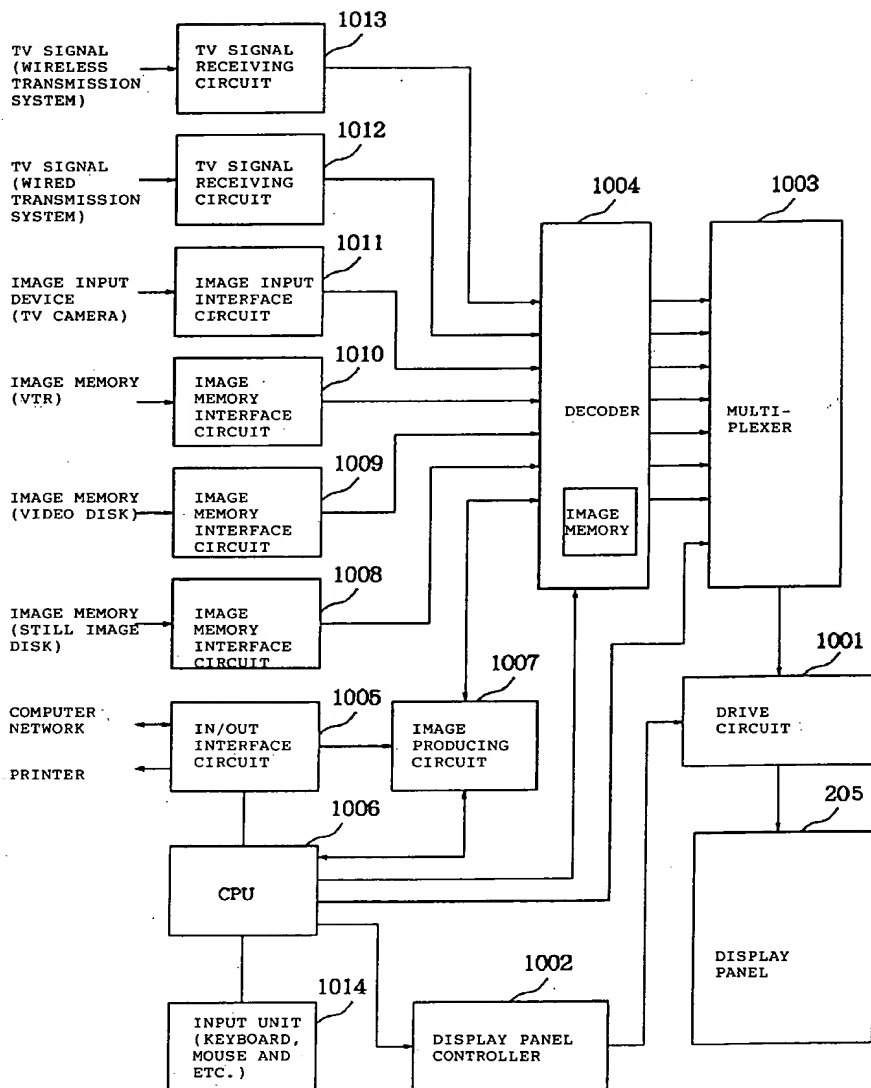 1013
TV SIGNAL
(WIRELESS
TRANSMISSION
SYSTEM)
TV SIGNAL
RECEIVING
CIRCUIT
1012
TV SIGNAL
(WIRED
TRANSMISSION
SYSTEM)
TV SIGNAL
RECEIVING
CIRCUIT
1004
1003
1011
IMAGE INPUT
DEVICE
(TV CAMERA)
IMAGE INPUT
INTERFACE
CIRCUIT
1010
IMAGE MEMORY
(VTR)
IMAGE
MEMORY
INTERFACE
CIRCUIT
DECODER
MULTI-
PLEXER
1009
IMAGE MEMORY
(VIDEO DISK)
IMAGE
MEMORY
INTERFACE
CIRCUIT
IMAGE
MEMORY
1008
IMAGE MEMORY
(STILL IMAGE
DISK)
IMAGE
MEMORY
INTERFACE
CIRCUIT
1007
1001
1005
COMPUTER
NETWORK
PRINTER
IN/OUT
INTERFACE
CIRCUIT
IMAGE
PRODUCING
CIRCUIT
DRIVE
CIRCUIT
1006
205
CPU
DISPLAY
PANEL
1014
1002
INPUT UNIT
(KEYBOARD,
MOUSE AND
ETC.)
DISPLAY PANEL
CONTROLLER